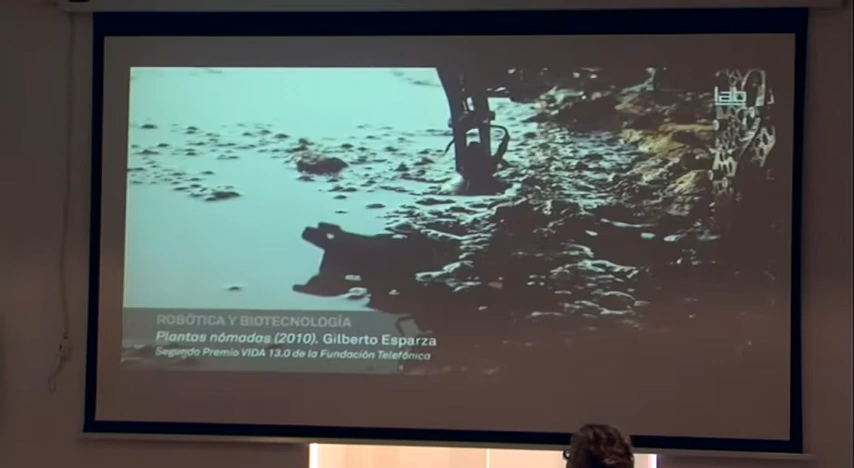 lab
ROBÓTICA Y BIOTECNOLOGÍA
Plantas nómadas (2010). Gilberto Esparza
Segundo Premio VIDA 13.0 de la Fundación Telefónica